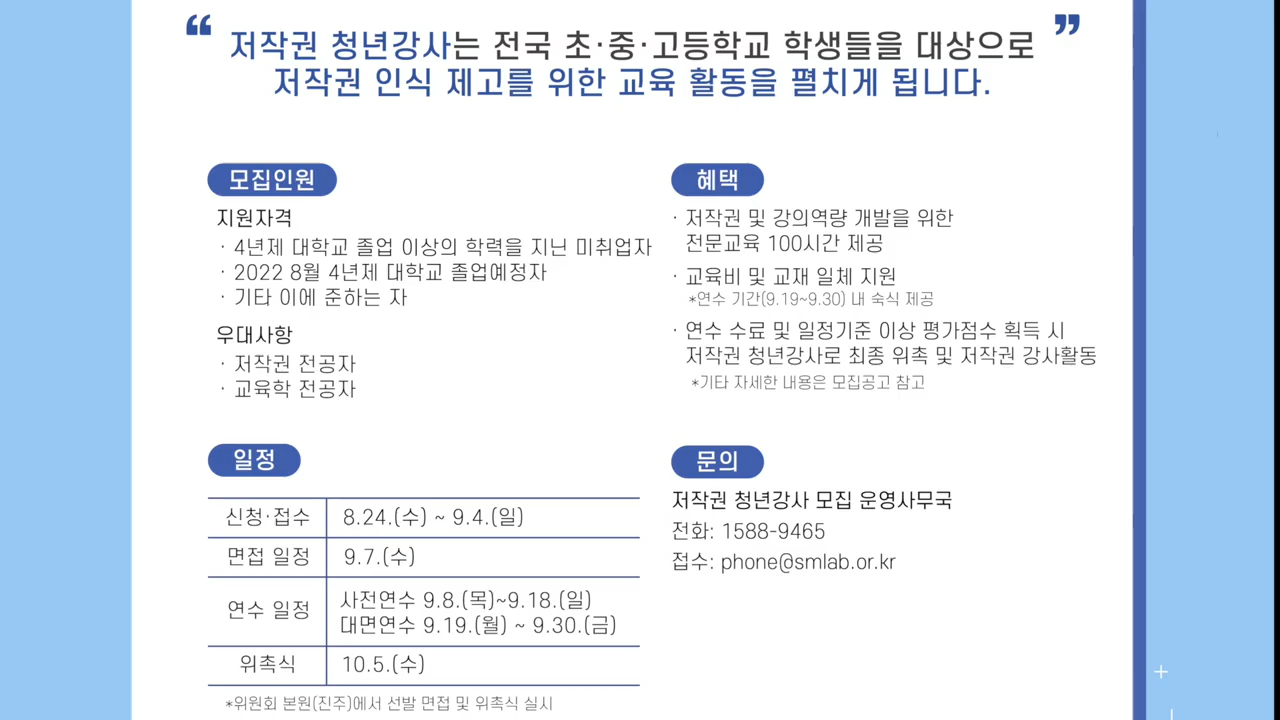 “ 저작권 청년강사는 전국 초·중·고등학교 학생들을 대상으로 ”
저작권 인식 제고를 위한 교육 활동을 펼치게 됩니다.
모집인원
지원자격
· 4년제 대학교 졸업 이상의 학력을 지닌 미취업자
· 2022 8월 4년제 대학교 졸업예정자
· 기타 이에 준하는 자
우대사항
· 저작권 전공자
· 교육학 전공자
혜택
· 저작권 및 강의역량 개발을 위한
전문교육 100시간 제공
· 교육비 및 교재 일체 지원
*연수 기간(9.19~9.30) 내 숙식 제공
· 연수 수료 및 일정기준 이상 평가점수 획득 시
저작권 청년강사로 최종 위촉 및 저작권 강사활동
*기타 자세한 내용은 모집공고 참고
일정
신청·접수 8.24.(수) ~ 9.4.(일)
면접 일정 9.7.(수)
연수 일정 사전연수 9.8.(목)~9.18.(일)
대면연수 9.19.(월) ~ 9.30.(금)
위촉식 10.5.(수)
*위원회 본원(진주)에서 선발 면접 및 위촉식 실시
문의
저작권 청년강사 모집 운영사무국
전화: 1588-9465
접수: phone@smlab.or.kr